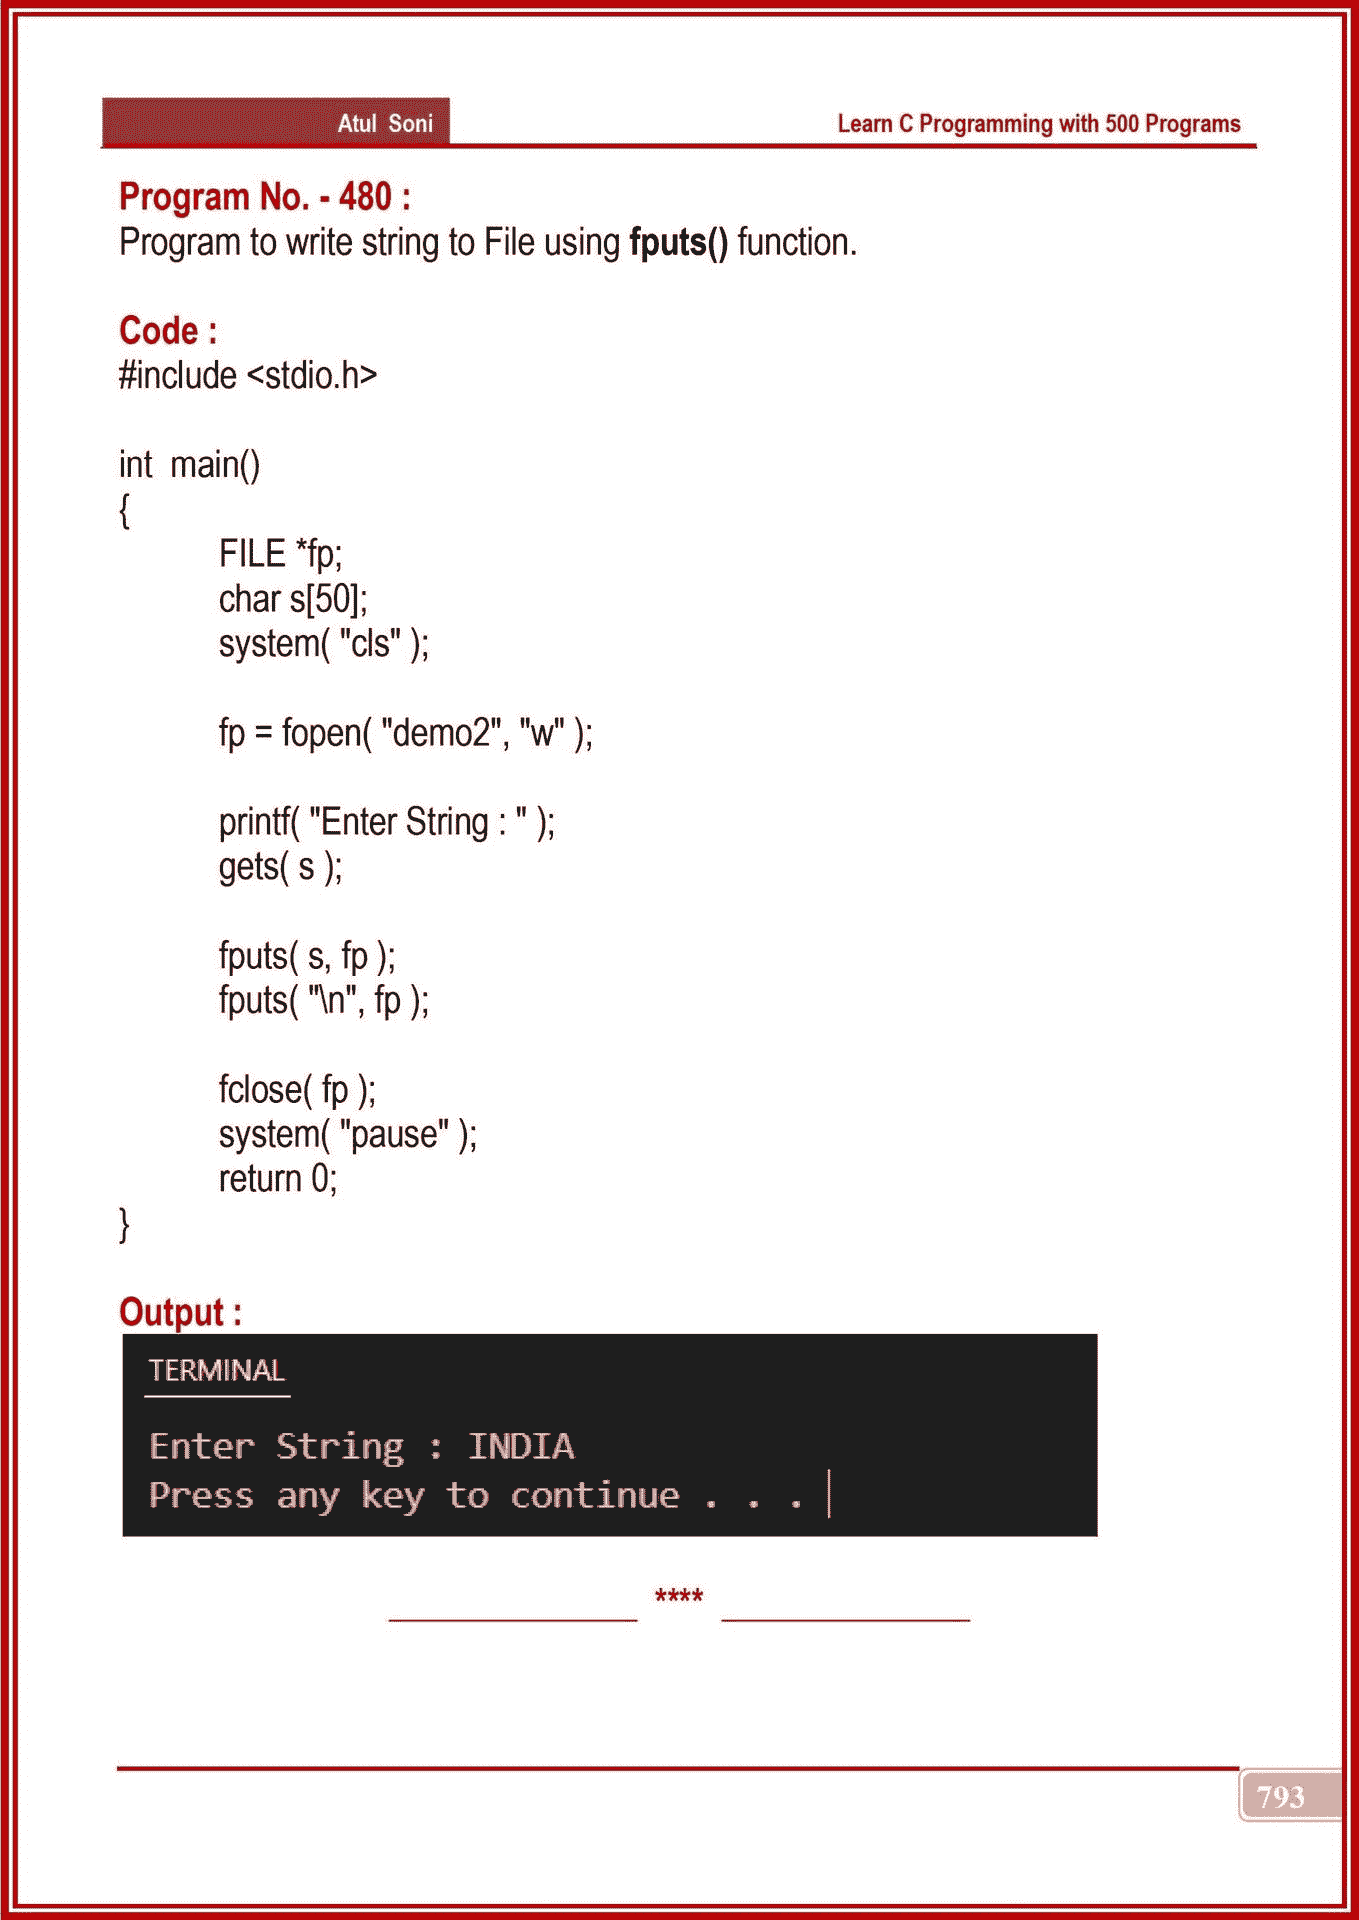 Atul Soni
Learn C Programming with 500 Programs
Program No. - 480 :
Program to write string to File using fputs() function.
Code :
#include <stdio.h>
int main()
{
FILE *fp;
char s[50];
system( "cls" );
fp = fopen( "demo2", "w" );
printf( "Enter String : " );
gets( s );
fputs( s, fp );
fputs( "\n", fp );
fclose( fp );
system( "pause" );
return 0;
}
Output :
TERMINAL
Enter String : INDIA
Press any key to continue . . .
****
793